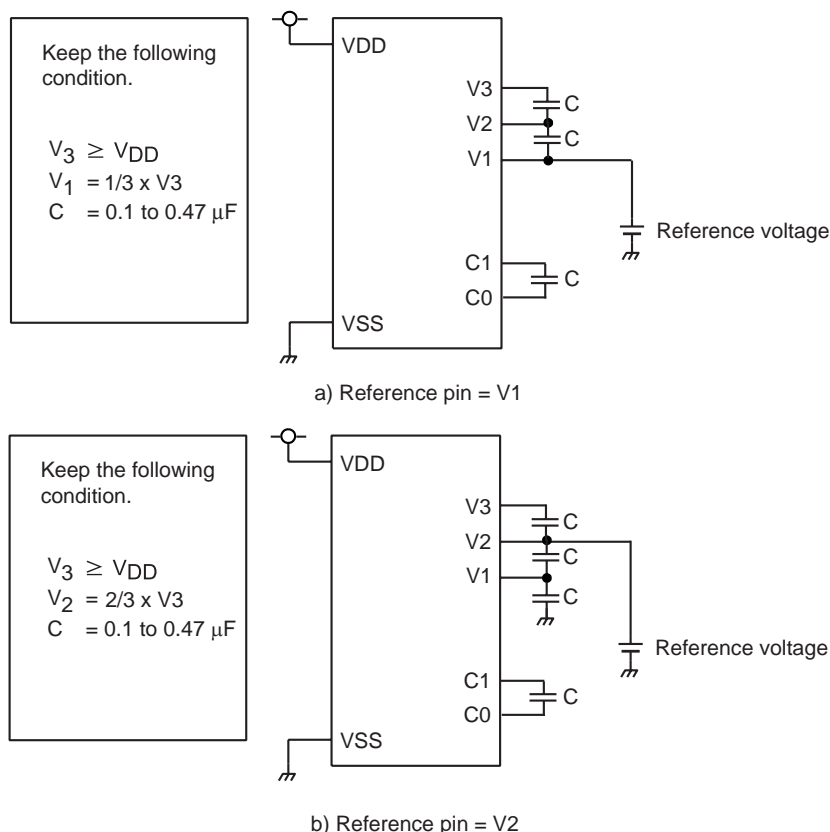 Keep the following
condition.
V3 ≥ VDD
V1 = 1/3 x V3
C = 0.1 to 0.47 μF
VDD
V3
C
V2
C
V1
Reference voltage
C1
C
C0
VSS
a) Reference pin = V1
Keep the following
condition.
V3 ≥ VDD
V2 = 2/3 x V3
C = 0.1 to 0.47 μF
VDD
V3
C
V2
C
V1
C
Reference voltage
C1
C
C0
VSS
b) Reference pin = V2